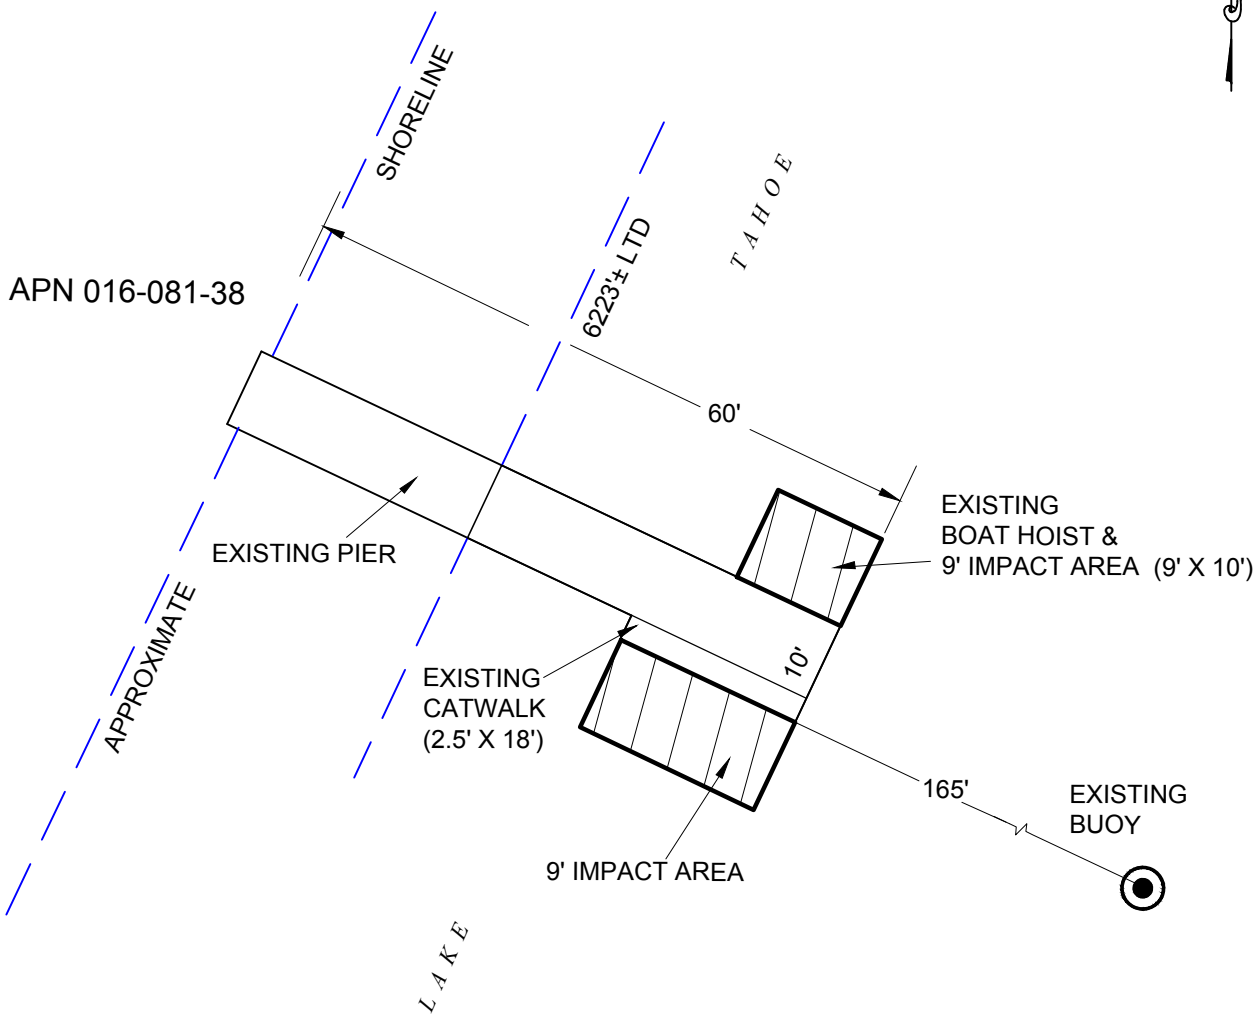 SHORELINE
TAHOE
6223'± LTD
APN 016-081-38
60'
EXISTING
BOAT HOIST &
9' IMPACT AREA (9' X 10')
EXISTING PIER
APPROXIMATE
10'
EXISTING
CATWALK
(2.5' X 18')
165'
EXISTING
BUOY
9' IMPACT AREA
LAKE